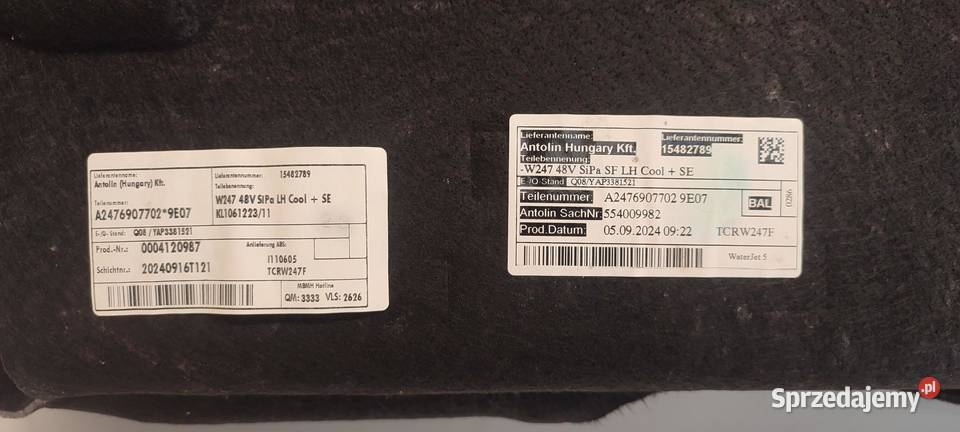 Lieferantenname:
Antolin (Hungary) Kft.
Lieferantennummer: 15482789
Teilebenennung:
W247 48V SiPa LH Cool + SE
KL1061223/11
Teilenummer:
A2476907702*9E07
E-/Q- Stand: Q08 / YAP3381521
Prod.-Nr.: 0004120987
Anlieferung ABS:
I110605
Schichtnr.: 20240916T121
TCRW247F
MBMH Hotline
QM: 3333 VLS: 2626
Lieferantenname:
Antolin Hungary Kft.
Lieferantennummer:
15482789
Teilebenennung:
-W247 48V SiPa SF LH Cool + SE
E-/Q-Stand Q08/YAP3381521
Teilenummer: A2476907702 9E07
BAL
0286
Antolin SachNr: 554009982
Prod.Datum: 05.09.2024 09:22 TCRW247F
WaterJet 5
Sprzedajemy.pl